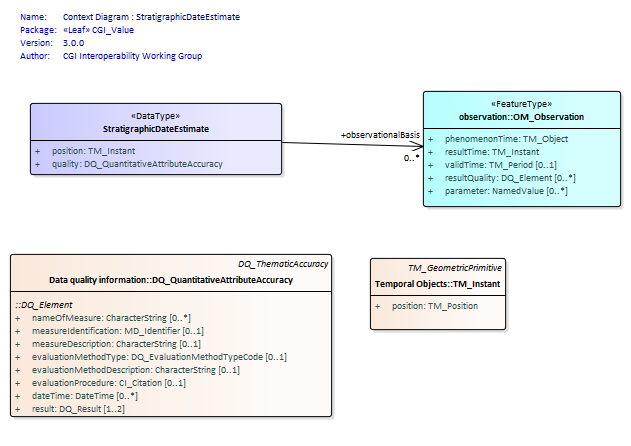 Name: Context Diagram : StratigraphicDateEstimate
Package: «Leaf» CGI_Value
Version: 3.0.0
Author: CGI Interoperability Working Group
«DataType»
StratigraphicDateEstimate
+ position: TM_Instant
+ quality: DQ_QuantitativeAttributeAccuracy
+observationalBasis
0..*
«FeatureType»
observation::OM_Observation
+ phenomenonTime: TM_Object
+ resultTime: TM_Instant
+ validTime: TM_Period [0..1]
+ resultQuality: DQ_Element [0..*]
+ parameter: NamedValue [0..*]
DQ_ThematicAccuracy
Data quality information::DQ_QuantitativeAttributeAccuracy
::DQ_Element
+ nameOfMeasure: CharacterString [0..*]
+ measureIdentification: MD_Identifier [0..1]
+ measureDescription: CharacterString [0..1]
+ evaluationMethodType: DQ_EvaluationMethodTypeCode [0..1]
+ evaluationMethodDescription: CharacterString [0..1]
+ evaluationProcedure: CI_Citation [0..1]
+ dateTime: DateTime [0..*]
+ result: DQ_Result [1..2]
TM_GeometricPrimitive
Temporal Objects::TM_Instant
+ position: TM_Position